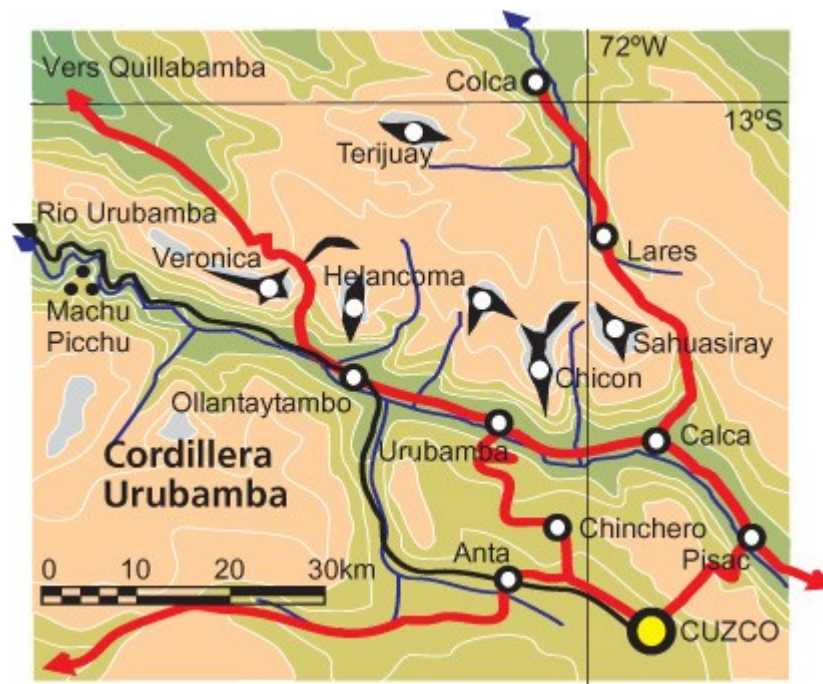 72ºW
Vers Quillabamba
Colca
13ºS
Terijuay
Rio Urubamba
Lares
Veronica
Helancoma
Machu
Picchu
Sahuasiray
Chicon
Ollantaytambo
Urubamba
Calca
Cordillera
Urubamba
Chinchero
Pisac
Anta
0 10 20 30km
CUZCO